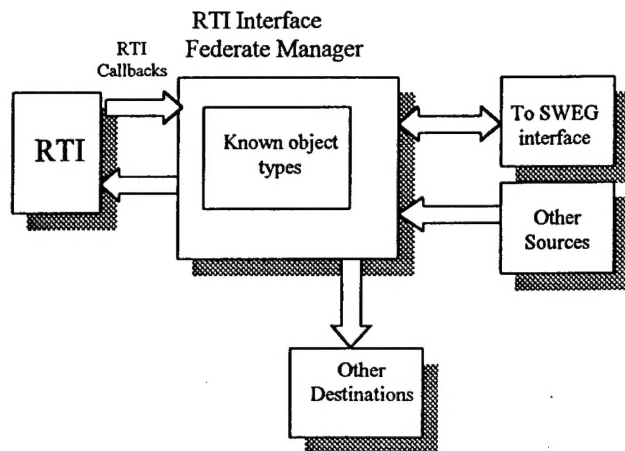 RTI Interface
Federate Manager
RTI
Callbacks
RTI
Known object
types
To SWEG
interface
Other
Sources
Other
Destinations